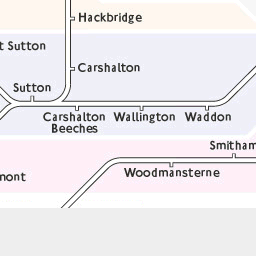 Hackbridge
t Sutton
Carshalton
Sutton
Carshalton
Beeches
Wallington
Waddon
Smitham
Woodmansterne
mont